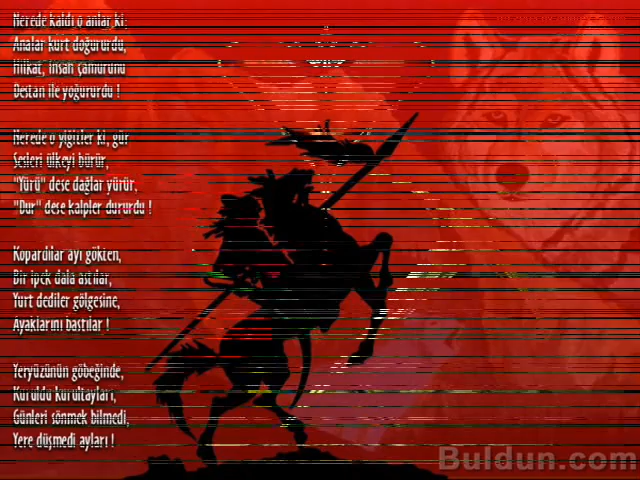 Nerede kaldı o anlar ki;
Analar kurt doğururdu,
Hilkat, insan çamurunu
Destan ile yoğururdu !
Nerede o yiğitler ki, gür
Sesleri ülkeyi bürür,
"Yürü" dese dağlar yürür,
"Dur" dese kalpler dururdu !
Kopardılar ayı gökten,
Bir ipek dala astılar,
Yurt dediler gölgesine,
Ayaklarını bastılar !
Yeryüzünün göbeğinde,
Kuruldu kurultayları,
Günleri sönmek bilmedi,
Yere düşmedi ayları !
Buldun.com